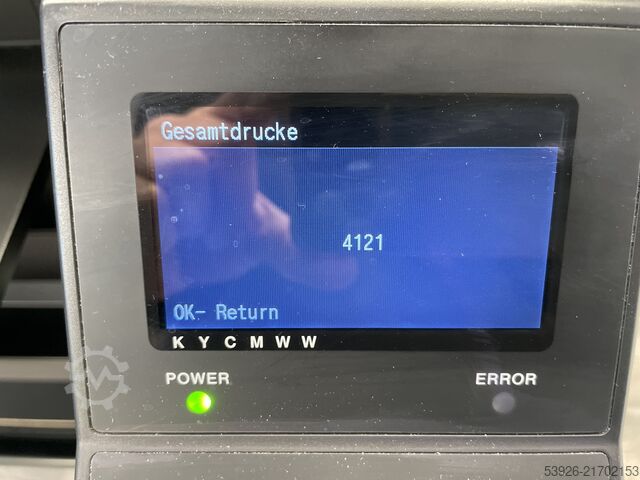 Gesamtdrucke
4121
OK- Return
K Y C M W W
POWER
ERROR
53926-21702153